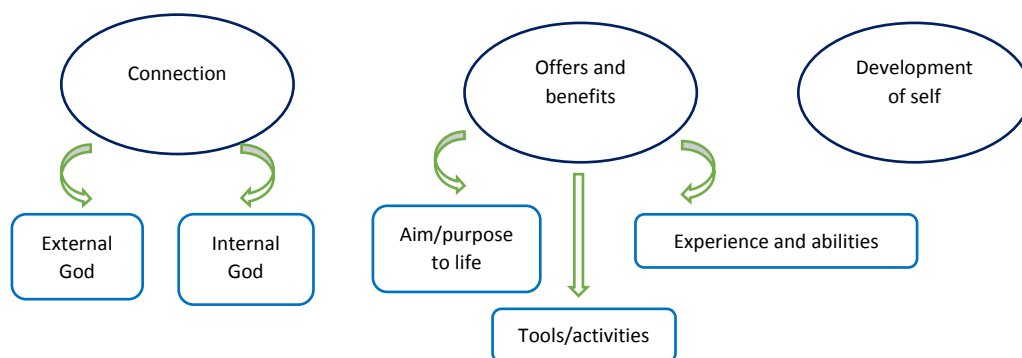 Connection
Offers and
benefits
Development
of self
External
God
Internal
God
Aim/purpose
to life
Experience and abilities
Tools/activities